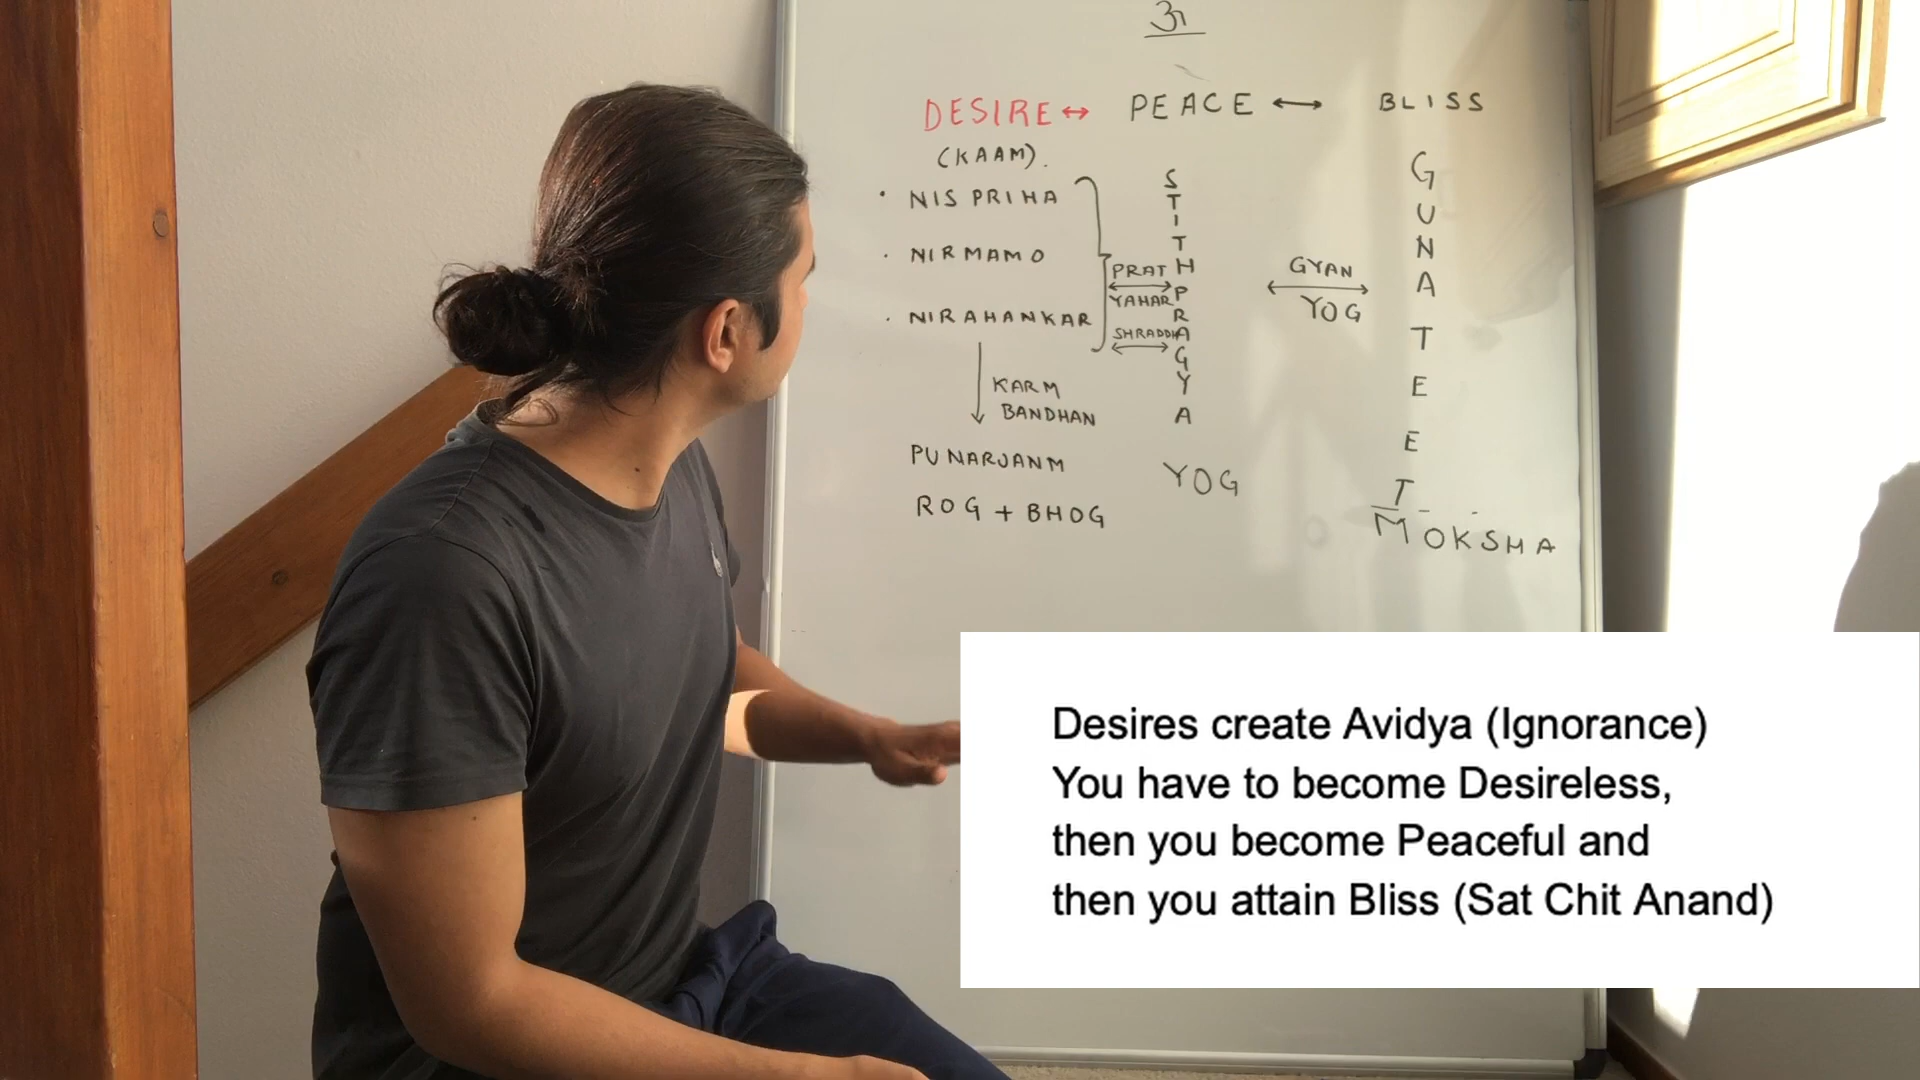 ॐ
DESIRE ↔ PEACE ↔ BLISS
(KAAM).
• NISPRIHA
• NIRMAMO
• NIRAHANKAR
KARM
BANDHAN
PUNARJANM
ROG + BHOG
PRAT
YAHAR
SHRADDHA
STITHPRAGYA
YOG
GYAN
YOG
GUNATEET
MOKSHA
Desires create Avidya (Ignorance)
You have to become Desireless,
then you become Peaceful and
then you attain Bliss (Sat Chit Anand)